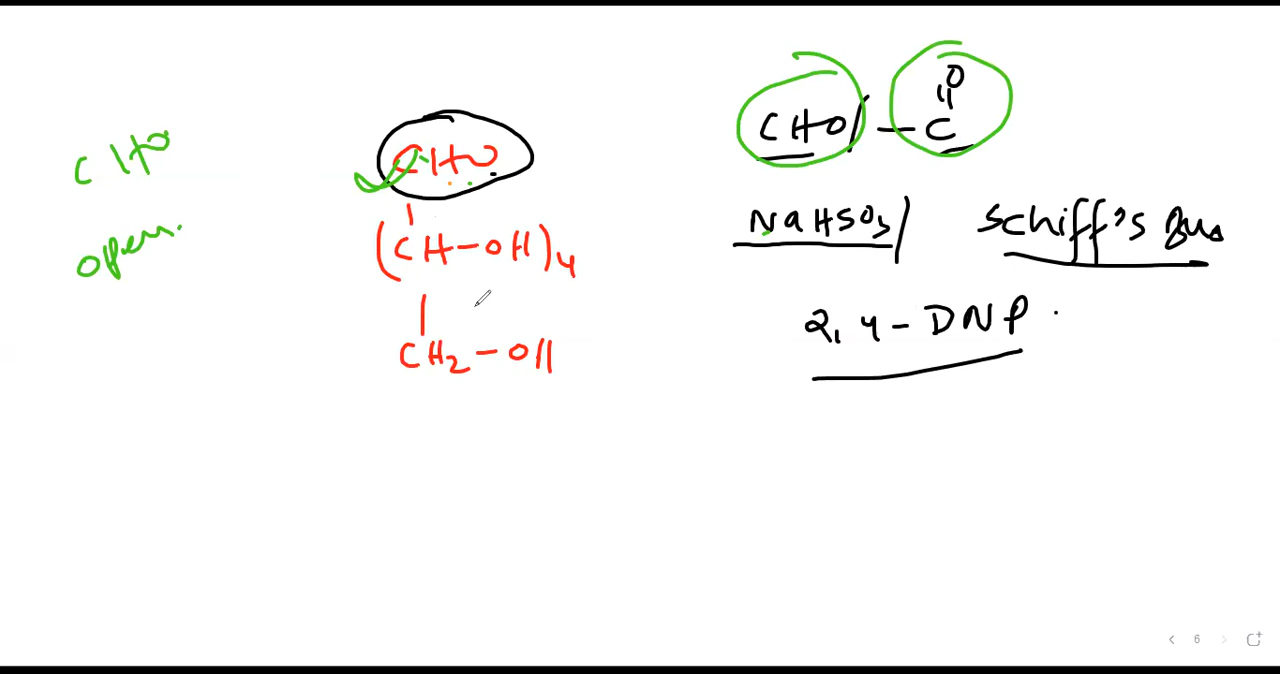 CHO
open.
CHO
(CH-OH)4
CH2-OH
O
CHO/ -C
NaHSO3/ Schiff's
2,4-DNP.
6